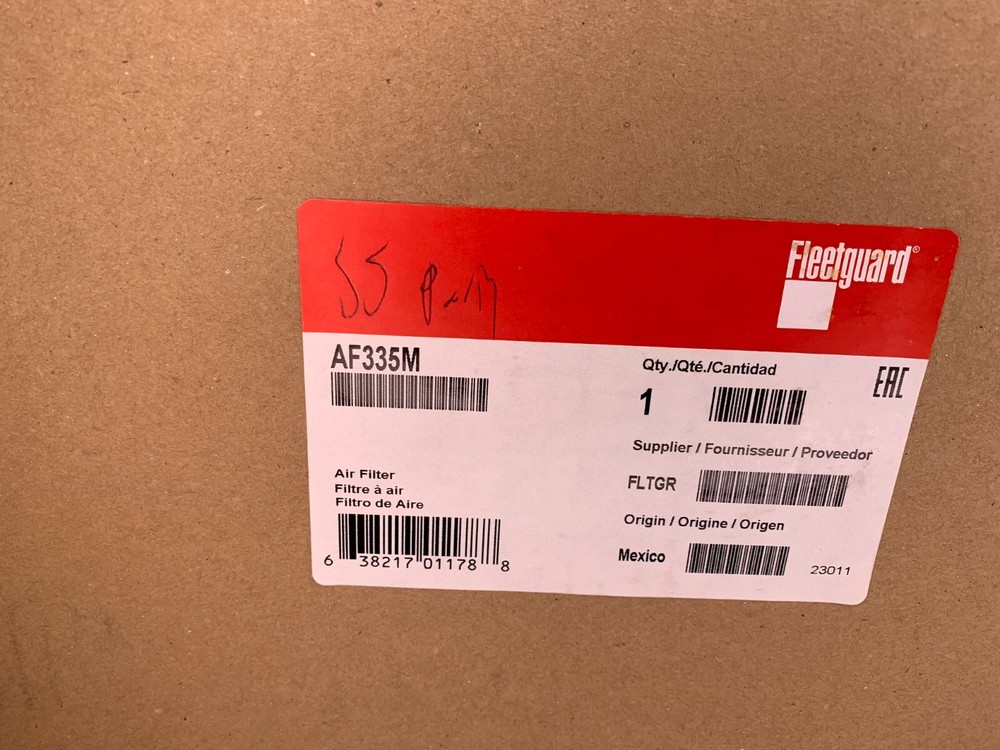 Fleetguard®
AF335M
Qty./Qté./Cantidad
1
EAC
Supplier / Fournisseur / Proveedor
FLTGR
Air Filter
Filtre à air
Filtro de Aire
Origin / Origine / Origen
Mexico
23011
6 38217 01178 8